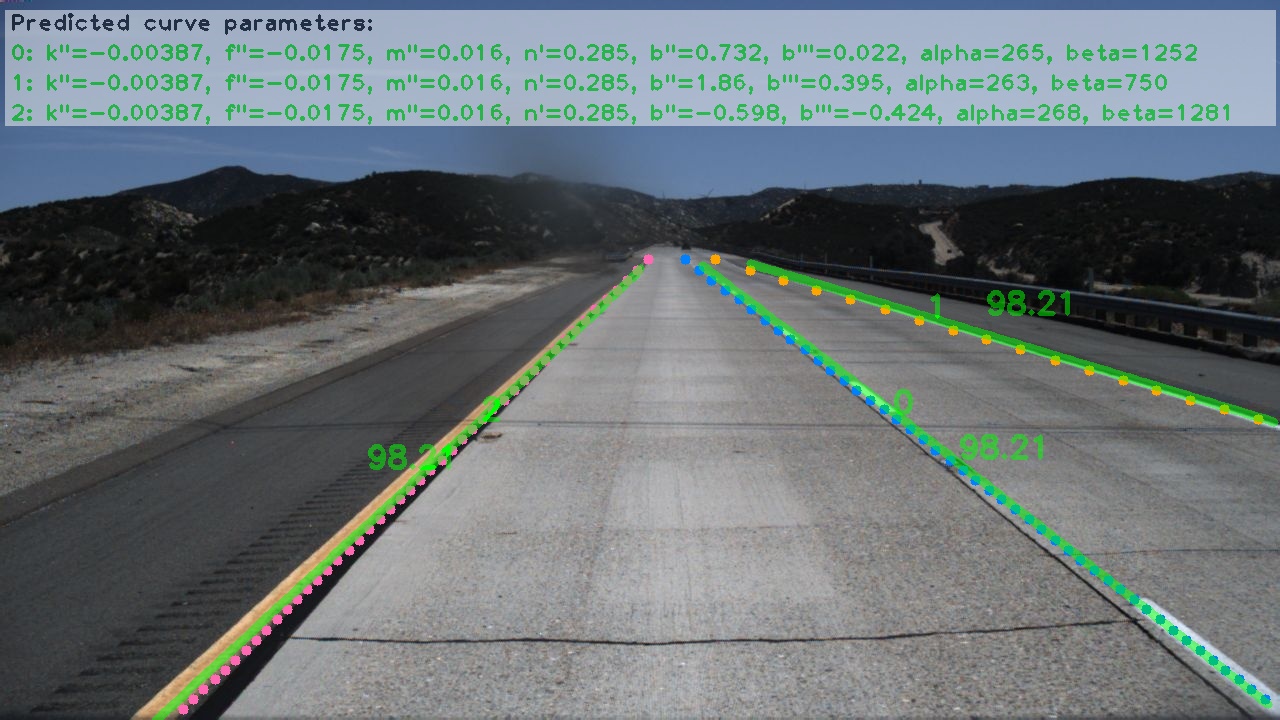 Predicted curve parameters:
0: k''=-0.00387, f''=-0.0175, m''=0.016, n'=0.285, b''=0.732, b'''=0.022, alpha=265, beta=1252
1: k''=-0.00387, f''=-0.0175, m''=0.016, n'=0.285, b''=1.86, b'''=0.395, alpha=263, beta=750
2: k''=-0.00387, f''=-0.0175, m''=0.016, n'=0.285, b''=-0.598, b'''=-0.424, alpha=268, beta=1281
1 98.21
0
98.21